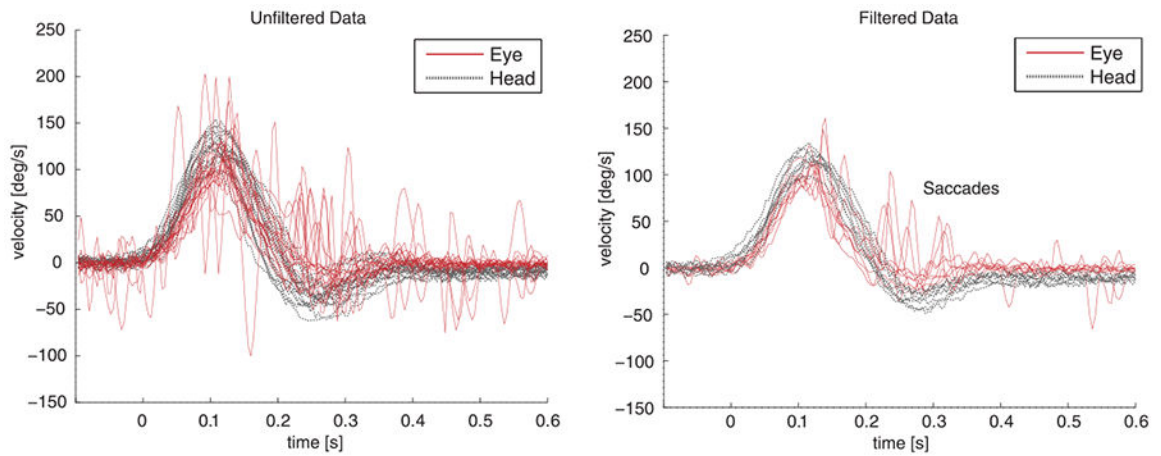 Unfiltered Data
Eye
Head
250
200
150
100
50
0
−50
−100
−150
velocity [deg/s]
0 0.1 0.2 0.3 0.4 0.5 0.6
time [s]
Filtered Data
Eye
Head
Saccades
250
200
150
100
50
0
−50
−100
−150
velocity [deg/s]
0 0.1 0.2 0.3 0.4 0.5 0.6
time [s]